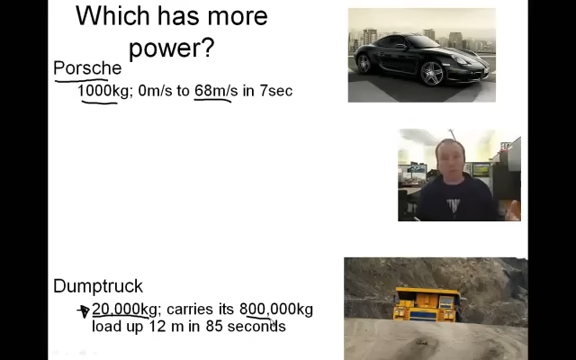 Which has more
power?
Porsche
1000kg; 0m/s to 68m/s in 7sec
Dumptruck
20,000kg; carries its 800,000kg
load up 12 m in 85 seconds